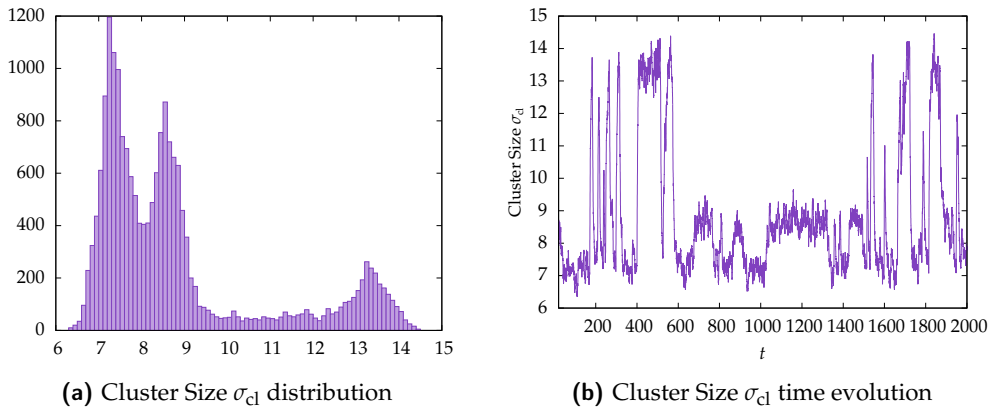 1200
1000
800
600
400
200
0
6 7 8 9 10 11 12 13 14 15
(a) Cluster Size σcl distribution
15
14
13
12
11
10
9
8
7
6
Cluster Size σcl
200 400 600 800 1000 1200 1400 1600 1800 2000
t
(b) Cluster Size σcl time evolution